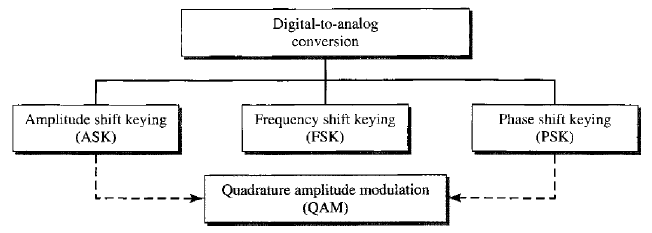 Digital-to-analog
conversion
Amplitude shift keying
(ASK)
Frequency shift keying
(FSK)
Phase shift keying
(PSK)
Quadrature amplitude modulation
(QAM)